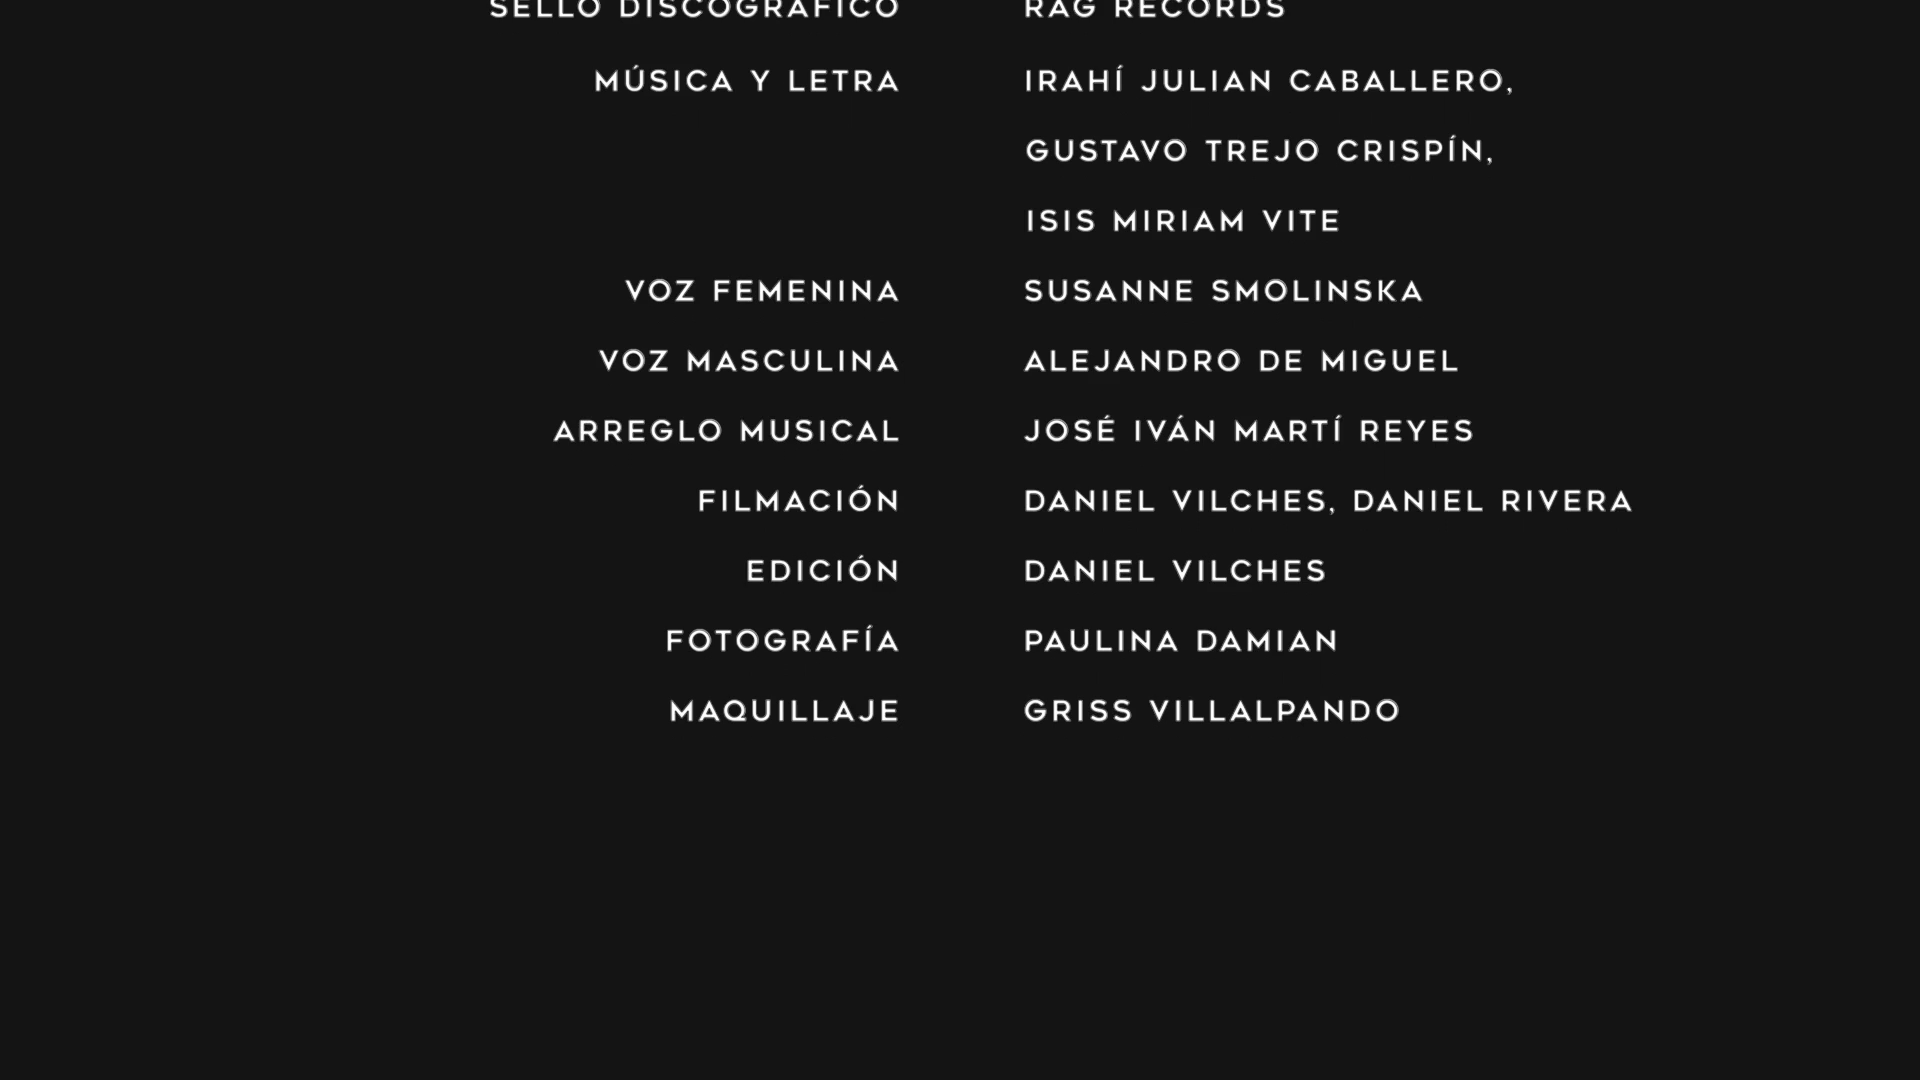 SELLO DISCOGRÁFICO RAG RECORDS
MÚSICA Y LETRA IRAHÍ JULIAN CABALLERO,
GUSTAVO TREJO CRISPÍN,
ISIS MIRIAM VITE
VOZ FEMENINA SUSANNE SMOLINSKA
VOZ MASCULINA ALEJANDRO DE MIGUEL
ARREGLO MUSICAL JOSÉ IVÁN MARTÍ REYES
FILMACIÓN DANIEL VILCHES, DANIEL RIVERA
EDICIÓN DANIEL VILCHES
FOTOGRAFÍA PAULINA DAMIAN
MAQUILLAJE GRISS VILLALPANDO